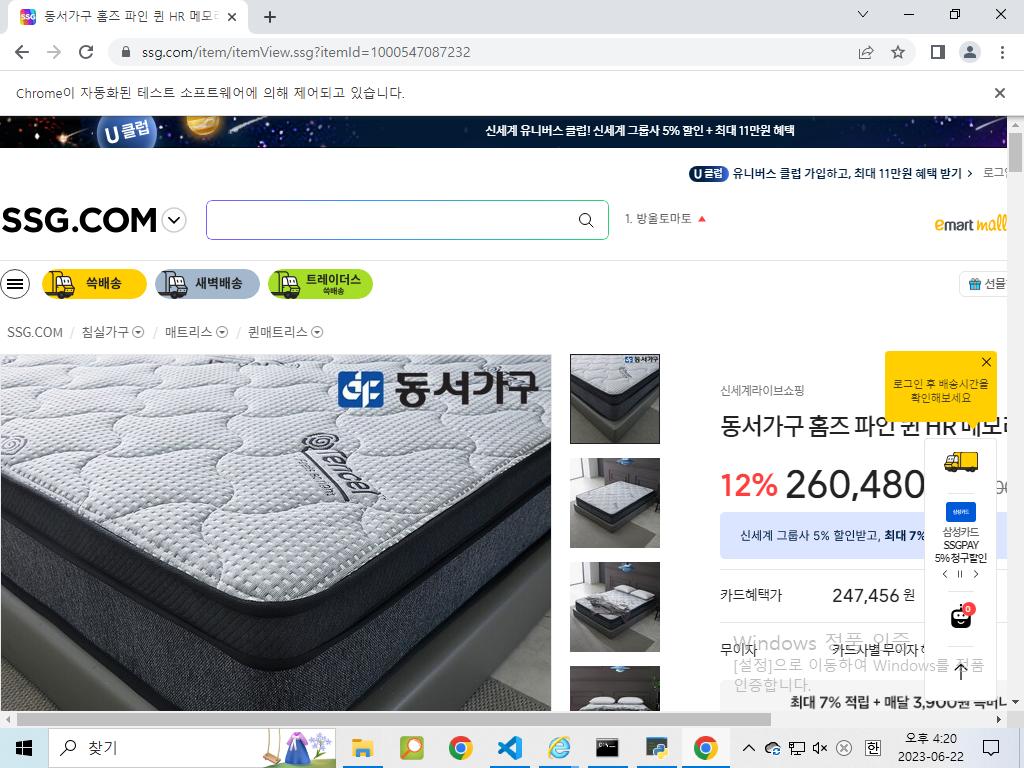 동서가구 홈즈 파인 퀸 HR 메모리
ssg.com/item/itemView.ssg?itemId=1000547087232
Chrome이 자동화된 테스트 소프트웨어에 의해 제어되고 있습니다.
U 클럽
신세계 유니버스 클럽! 신세계 그룹사 5% 할인 + 최대 11만원 혜택
U 클럽 유니버스 클럽 가입하고, 최대 11만원 혜택 받기 > 로그인
SSG.COM
1. 방울토마토
emart mall
쓱배송
새벽배송
트레이더스
쓱배송
선물
SSG.COM / 침실가구 / 매트리스 / 퀸매트리스
동서가구
Tencel
동서가구
신세계라이브쇼핑
로그인 후 배송시간을
확인해보세요
동서가구 홈즈 파인 퀸 HR 메모리
12% 260,480
신세계 그룹사 5% 할인받고, 최대 7%
삼성카드
삼성카드
SSGPAY
5% 청구할인
카드혜택가 247,456 원
0
무이자 카드사별 무이자
Windows 정품 인증
[설정]으로 이동하여 Windows를 정품
인증합니다.
최대 7% 적립 + 매달 3,900원 쓱머니
찾기
한
오후 4:20
2023-06-22